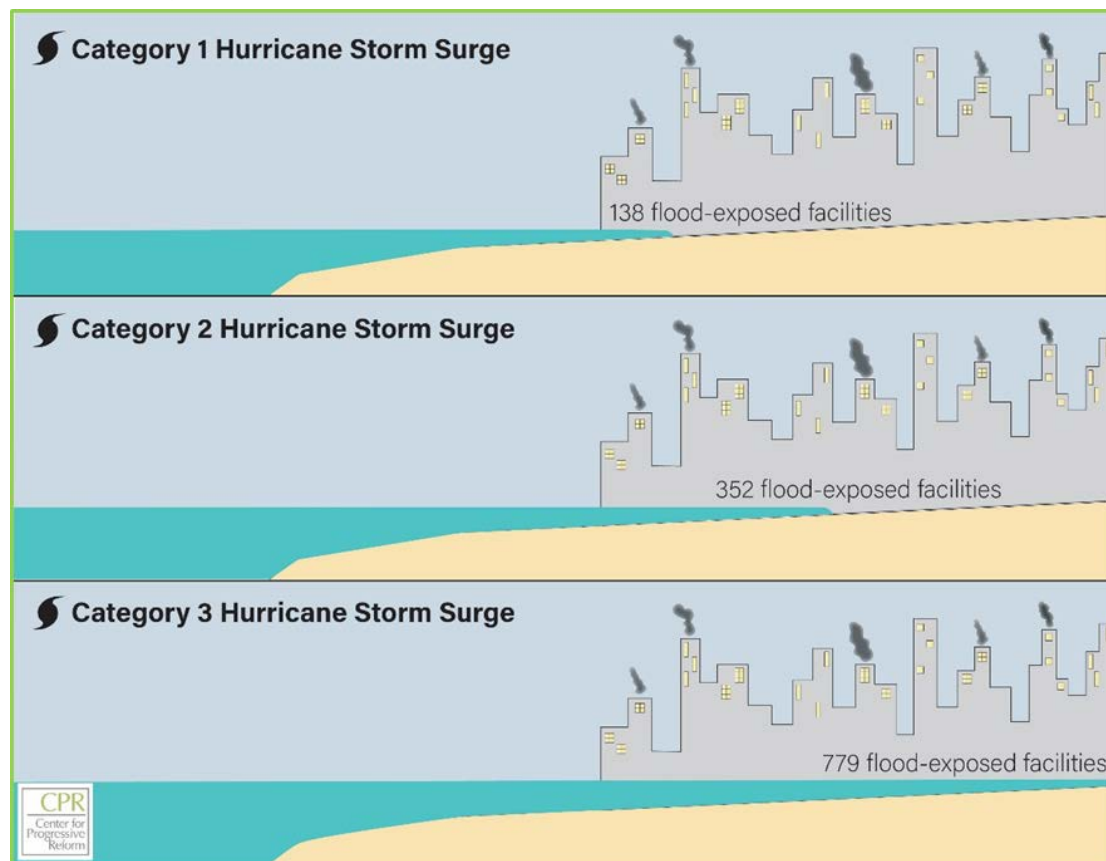 Category 1 Hurricane Storm Surge
138 flood-exposed facilities
Category 2 Hurricane Storm Surge
352 flood-exposed facilities
Category 3 Hurricane Storm Surge
779 flood-exposed facilities
CPR
Center for
Progressive
Reform